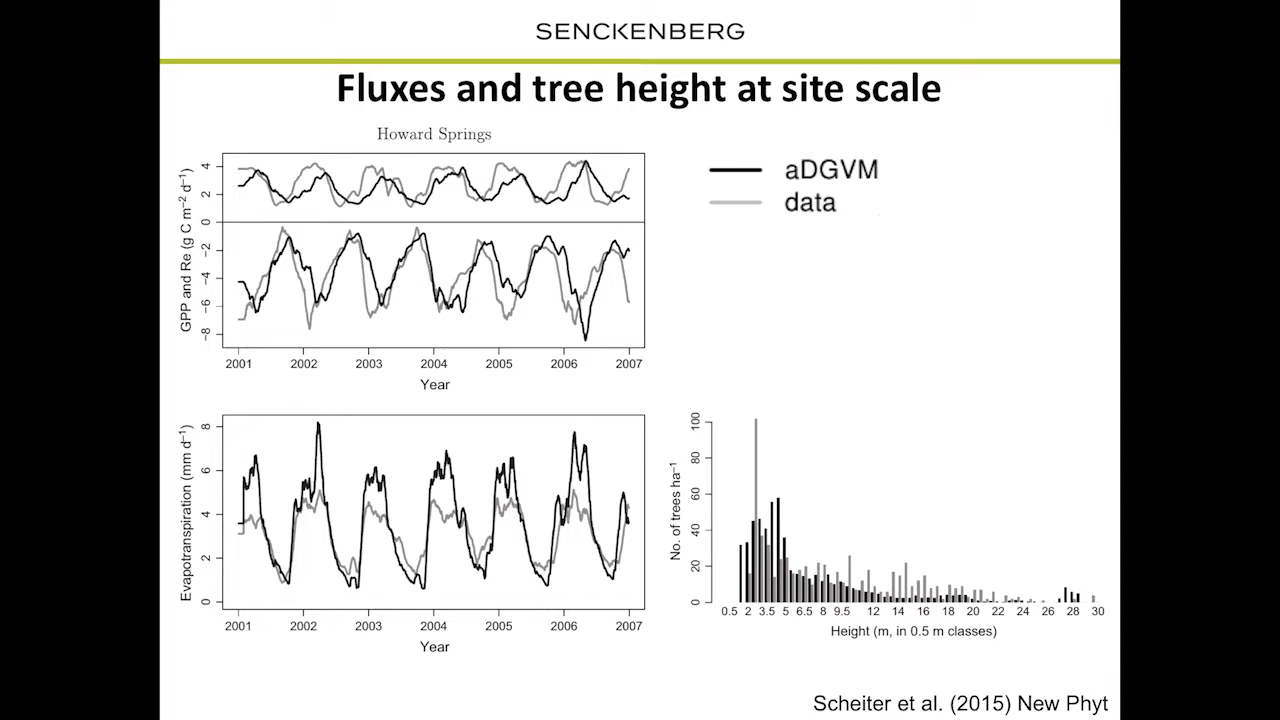 SENCKENBERG
Fluxes and tree height at site scale
Howard Springs
GPP and Re (g C m⁻² d⁻¹)
4
2
0
−2
−4
−6
−8
2001 2002 2003 2004 2005 2006 2007
Year
aDGVM
data
Evapotranspiration (mm d⁻¹)
8
6
4
2
0
2001 2002 2003 2004 2005 2006 2007
Year
No. of trees ha⁻¹
100
80
60
40
20
0
0.5 2 3.5 5 6.5 8 9.5 12 14 16 18 20 22 24 26 28 30
Height (m, in 0.5 m classes)
Scheiter et al. (2015) New Phyt